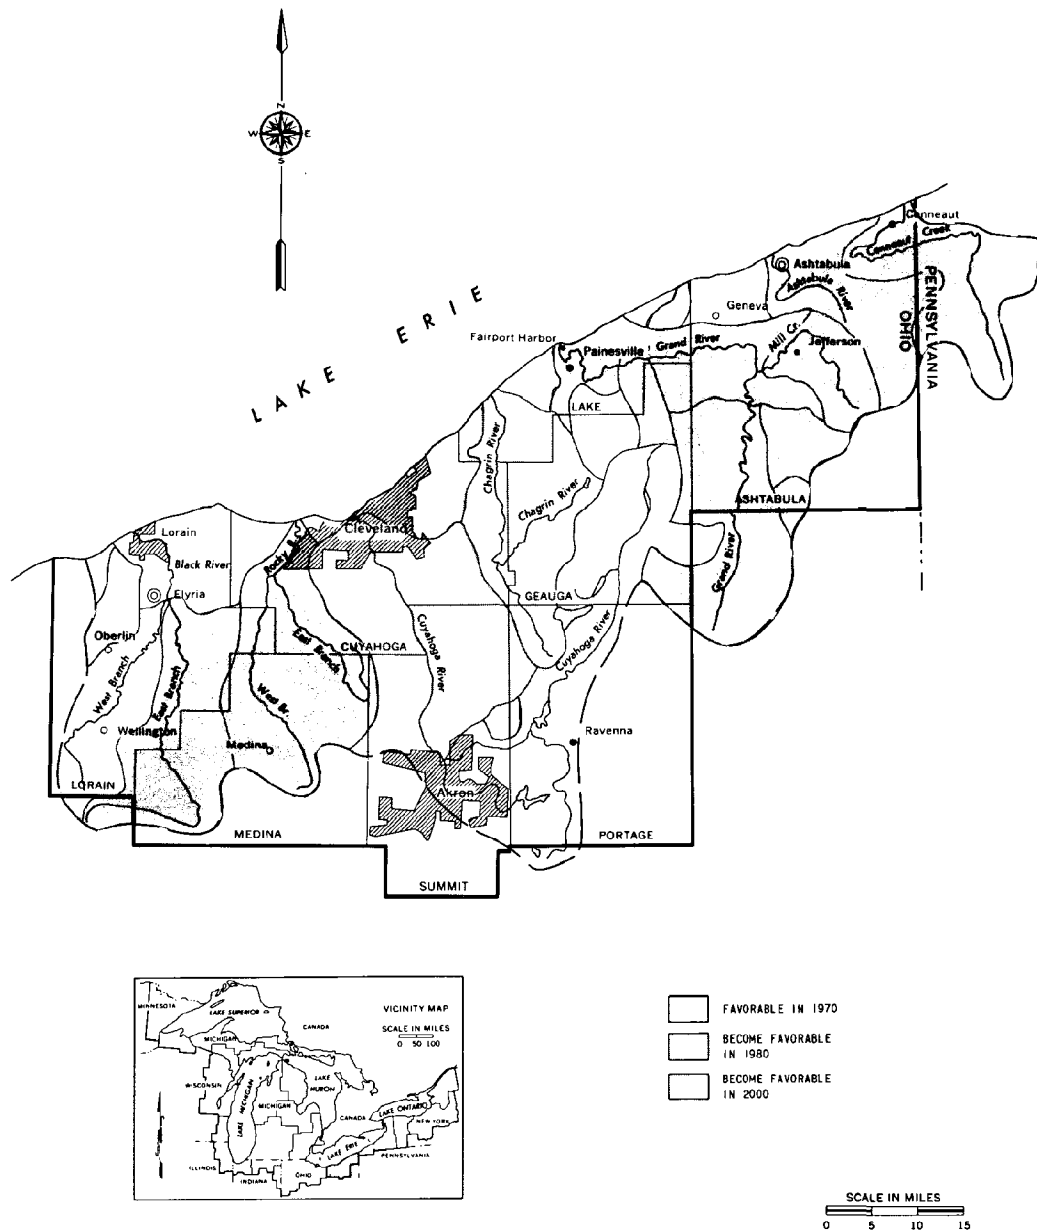 N
W E
S
LAKE ERIE
Conneaut
Conneaut Creek
Ashtabula
Ashtabula River
PENNSYLVANIA
OHIO
Geneva
Mill Cr.
Jefferson
Fairport Harbor
Painesville
Grand River
LAKE
Chagrin River
Chagrin River
ASHTABULA
Cleveland
Lorain
Rocky R.
Black River
Grand River
Elyria
GEAUGA
Oberlin
CUYAHOGA
Cuyahoga River
Cuyahoga River
East Branch
West Branch
East Branch
West Br.
Wellington
Medina
Ravenna
LORAIN
Akron
MEDINA
PORTAGE
SUMMIT
VICINITY MAP
SCALE IN MILES
0 50 100
MINNESOTA
LAKE SUPERIOR
CANADA
MICHIGAN
WISCONSIN
LAKE MICHIGAN
LAKE HURON
MICHIGAN
CANADA
LAKE ONTARIO
NEW YORK
LAKE ERIE
PENNSYLVANIA
ILLINOIS
INDIANA
OHIO
FAVORABLE IN 1970
BECOME FAVORABLE
IN 1980
BECOME FAVORABLE
IN 2000
SCALE IN MILES
0 5 10 15